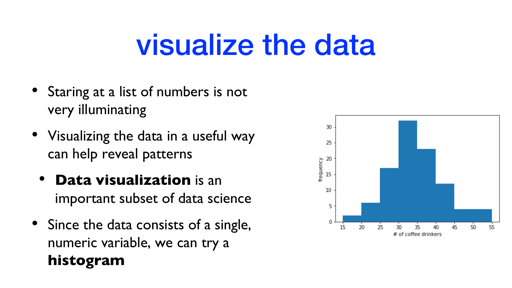 visualize the data
• Staring at a list of numbers is not
very illuminating
• Visualizing the data in a useful way
can help reveal patterns
• Data visualization is an
important subset of data science
• Since the data consists of a single,
numeric variable, we can try a
histogram
frequency
30
25
20
15
10
5
0
15 20 25 30 35 40 45 50 55
# of coffee drinkers